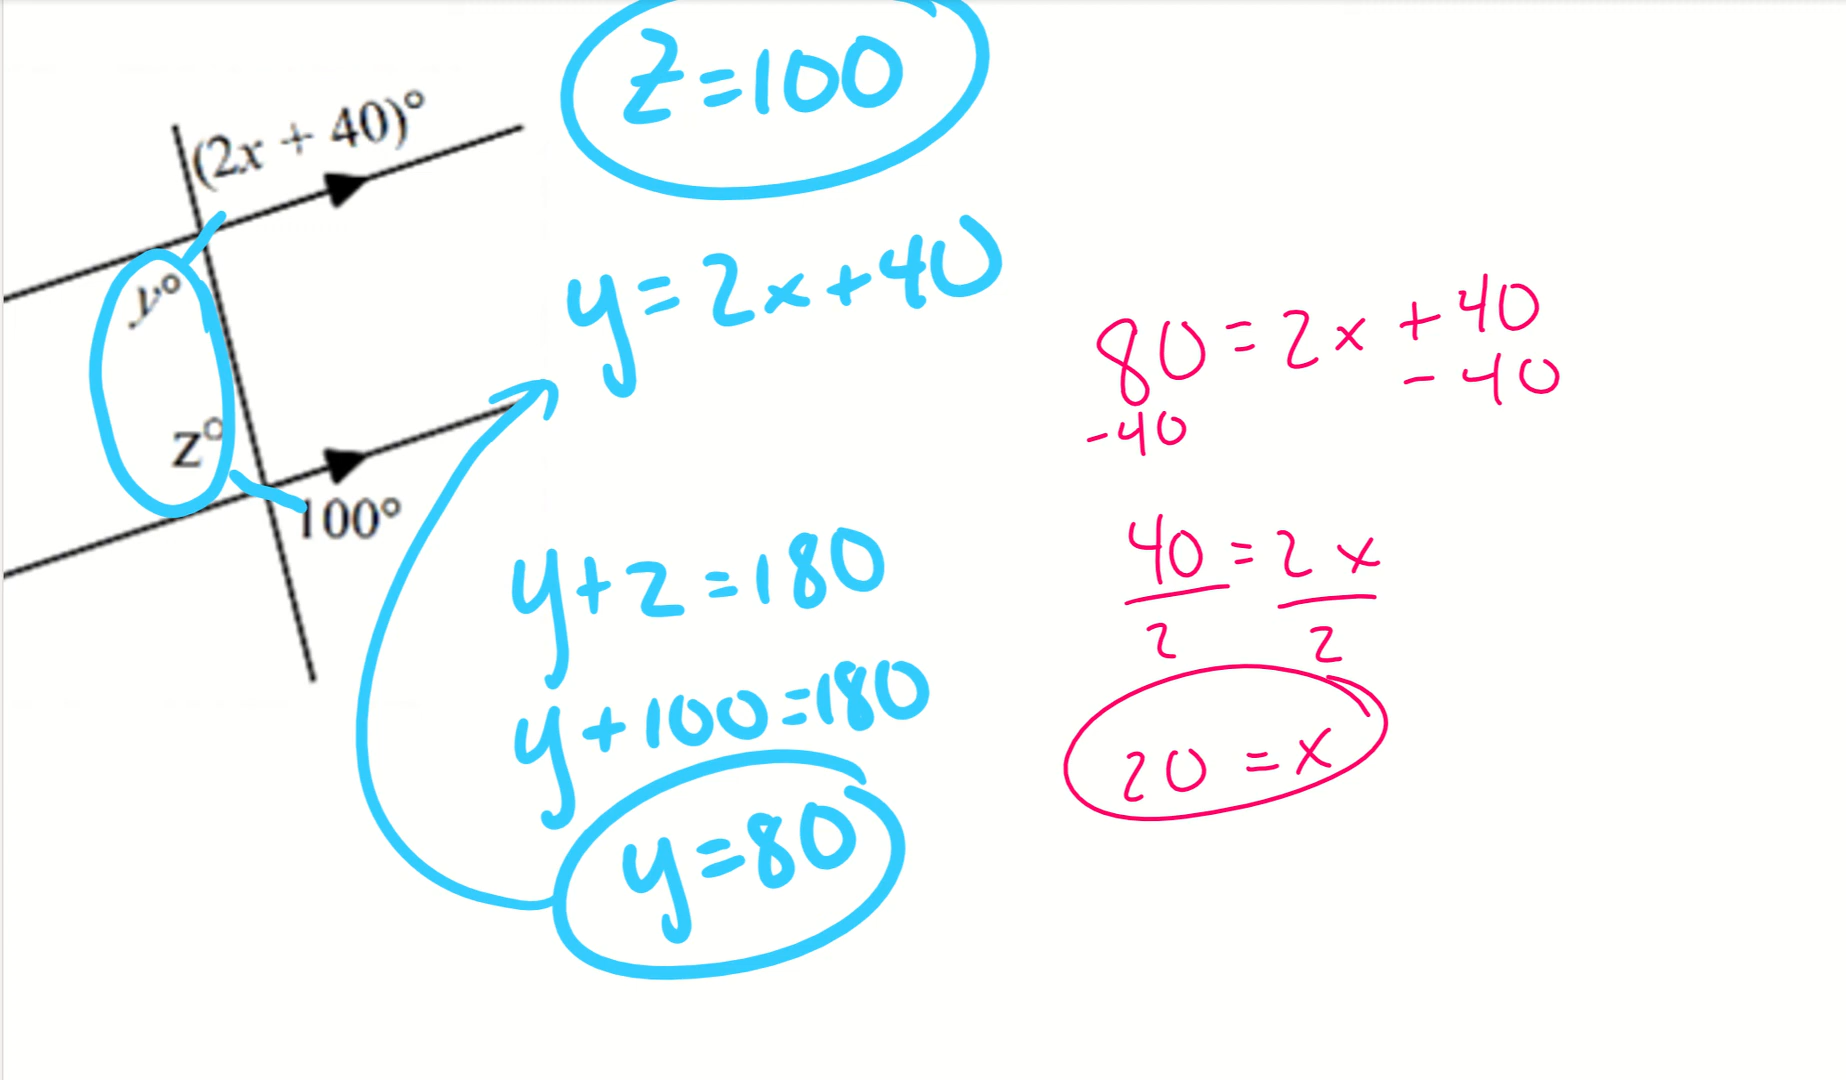 z=100
(2x + 40)°
y=2x+40
y°
80=2x+40
-40
-40
z°
100°
y+z=180
40=2x
2 2
y+100=180
20=x
y=80